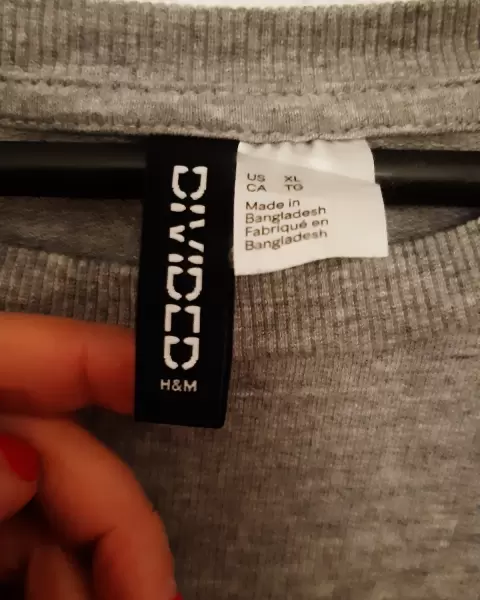 DIVIDED
H&M
US XL
CA TG
Made in
Bangladesh
Fabriqué en
Bangladesh